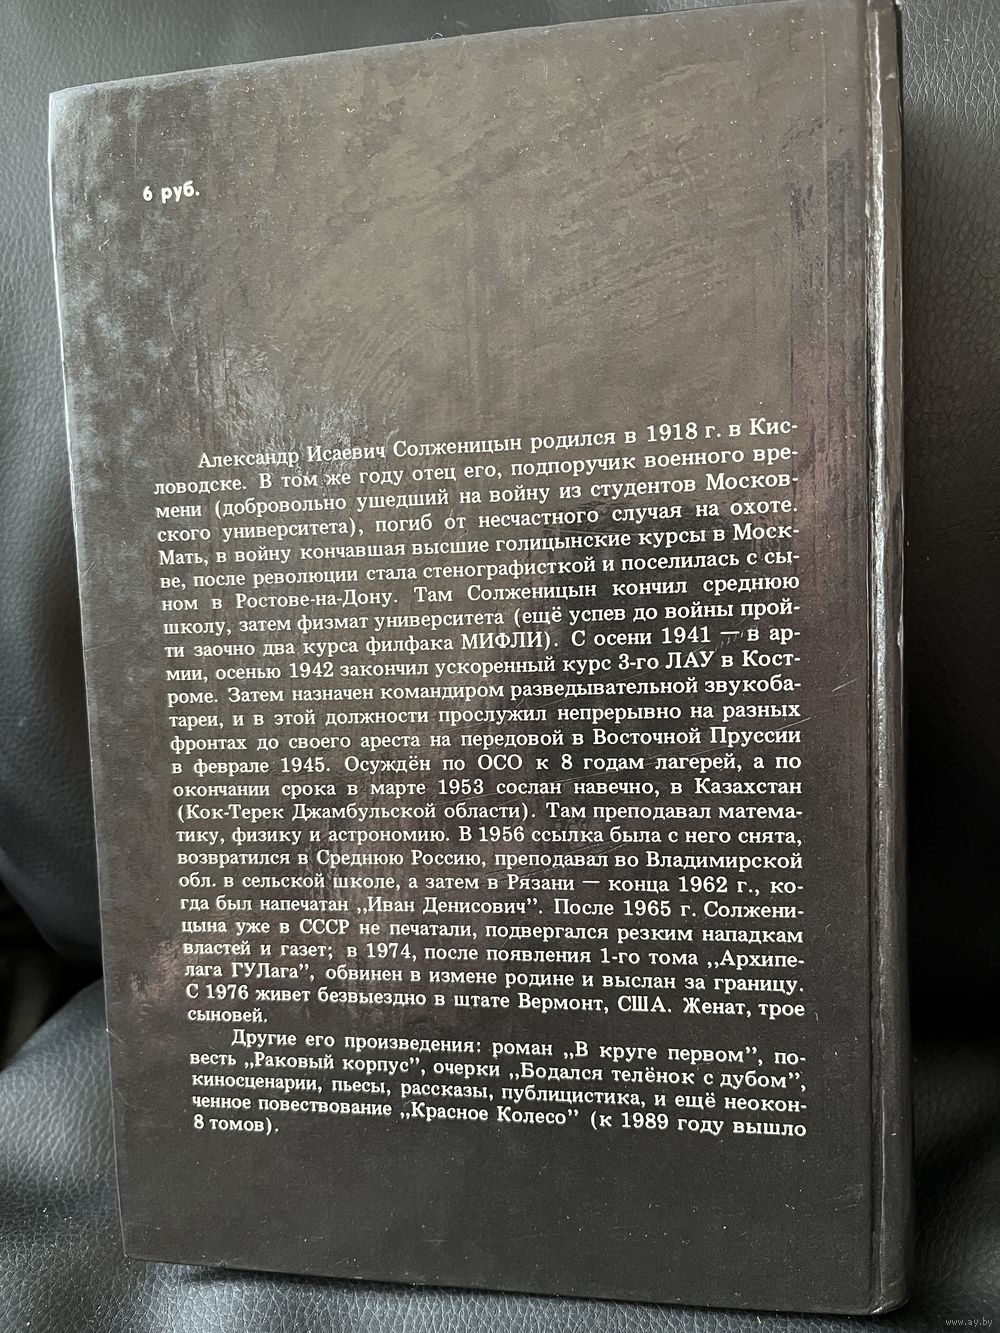 6 руб.
Александр Исаевич Солженицын родился в 1918 г. в Кис-
ловодске. В том же году отец его, подпоручик военного вре-
мени (добровольно ушедший на войну из студентов Москов-
ского университета), погиб от несчастного случая на охоте.
Мать, в войну кончавшая высшие голицынские курсы в Моск-
ве, после революции стала стенографисткой и поселилась с сы-
ном в Ростове-на-Дону. Там Солженицын кончил среднюю
школу, затем физмат университета (ещё успев до войны прой-
ти заочно два курса филфака МИФЛИ). С осени 1941 — в ар-
мии, осенью 1942 закончил ускоренный курс 3-го ЛАУ в Кост-
роме. Затем назначен командиром разведывательной звукоба-
тареи, и в этой должности прослужил непрерывно на разных
фронтах до своего ареста на передовой в Восточной Пруссии
в феврале 1945. Осуждён по ОСО к 8 годам лагерей, а по
окончании срока в марте 1953 сослан навечно, в Казахстан
(Кок-Терек Джамбульской области). Там преподавал матема-
тику, физику и астрономию. В 1956 ссылка была с него снята,
возвратился в Среднюю Россию, преподавал во Владимирской
обл. в сельской школе, а затем в Рязани — конца 1962 г., ко-
гда был напечатан „Иван Денисович”. После 1965 г. Солжени-
цына уже в СССР не печатали, подвергался резким нападкам
властей и газет; в 1974, после появления 1-го тома „Архипе-
лага ГУЛага”, обвинен в измене родине и выслан за границу.
С 1976 живет безвыездно в штате Вермонт, США. Женат, трое
сыновей.
Другие его произведения: роман „В круге первом”, по-
весть „Раковый корпус”, очерки „Бодался телёнок с дубом”,
киносценарии, пьесы, рассказы, публицистика, и ещё неокон-
ченное повествование „Красное Колесо” (к 1989 году вышло
8 томов).
www.ay.by